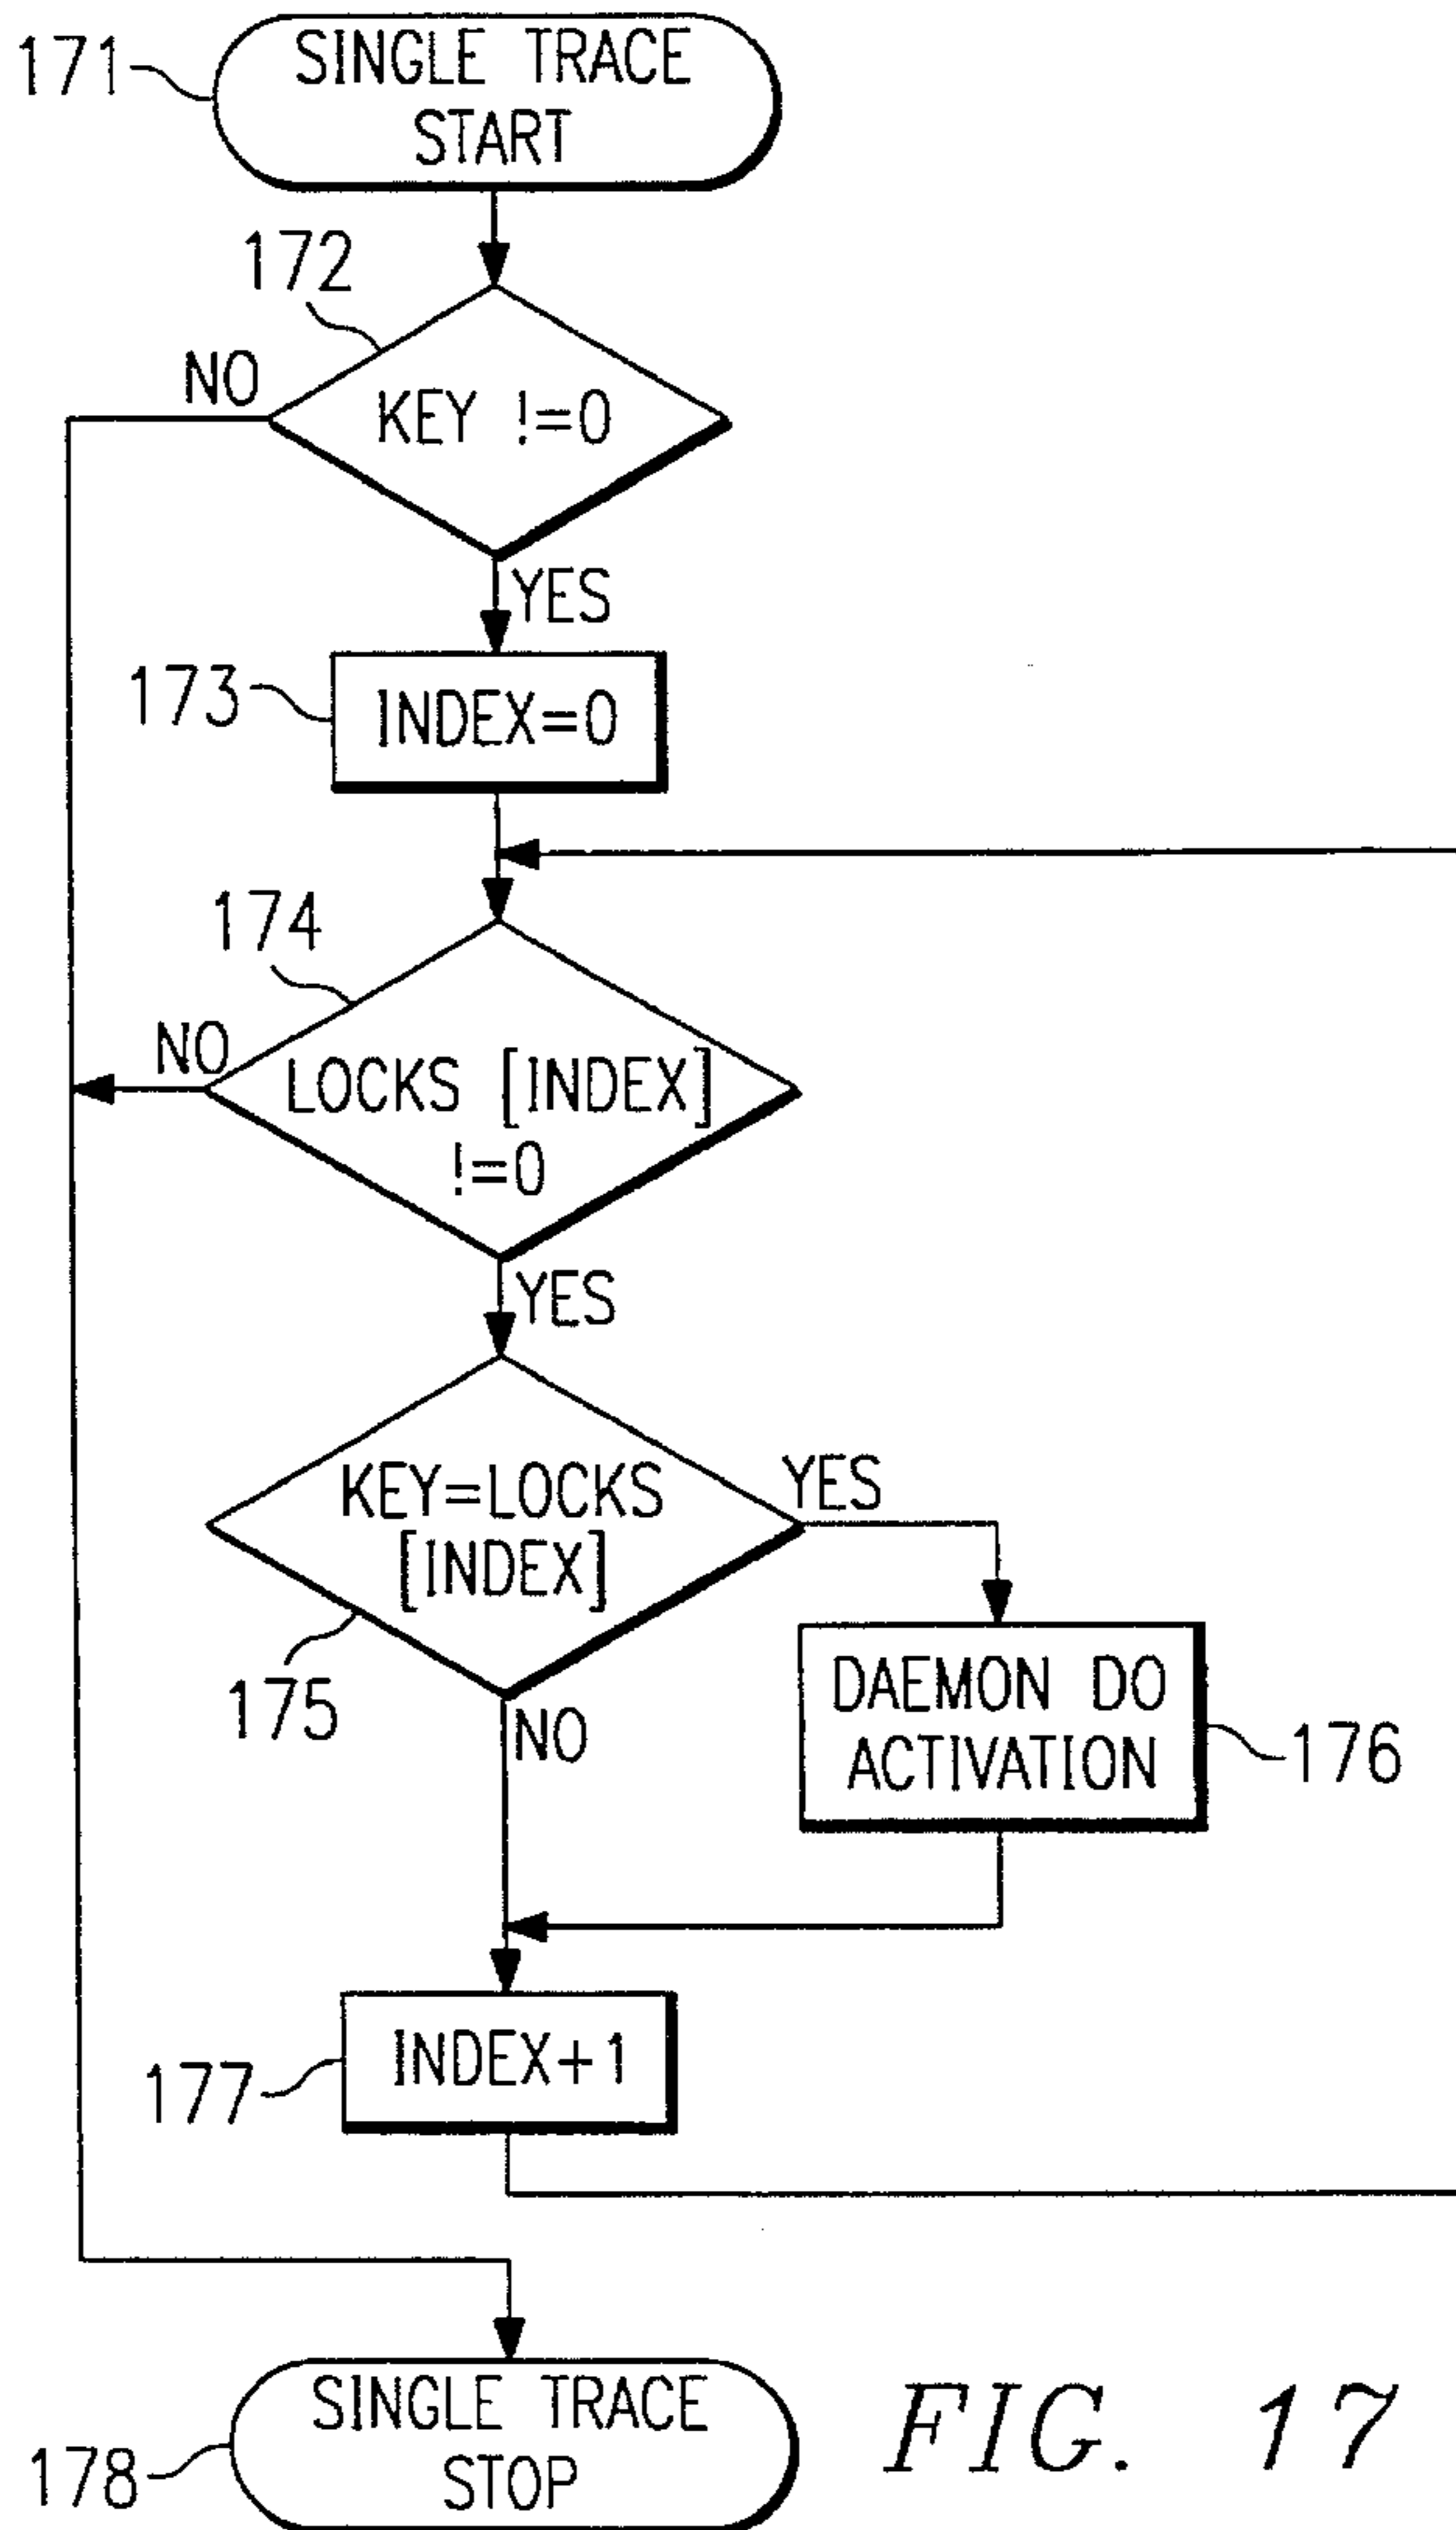 171
SINGLE TRACE
START
172
NO
KEY !=0
YES
173
INDEX=0
174
NO
LOCKS [INDEX]
!=0
YES
KEY=LOCKS
[INDEX]
YES
175
NO
DAEMON DO
ACTIVATION
176
INDEX+1
177
SINGLE TRACE
STOP
178
FIG. 17